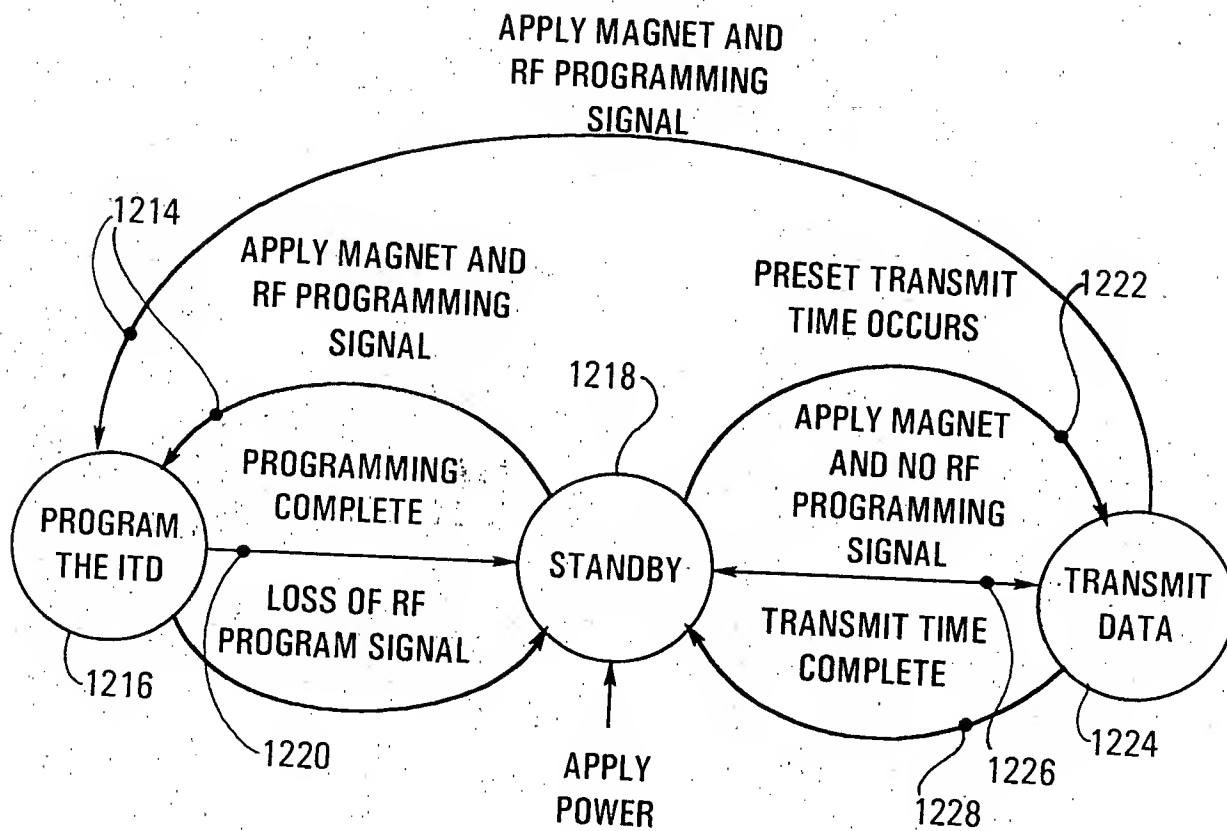 APPLY MAGNET AND
RF PROGRAMMING
SIGNAL
1214
APPLY MAGNET AND
RF PROGRAMMING
SIGNAL
PRESET TRANSMIT
TIME OCCURS
1222
1218
APPLY MAGNET
AND NO RF
PROGRAMMING
SIGNAL
PROGRAMMING
COMPLETE
PROGRAM
THE ITD
STANDBY
TRANSMIT
DATA
LOSS OF RF
PROGRAM SIGNAL
TRANSMIT TIME
COMPLETE
1216
1220
APPLY
POWER
1228
1226
1224